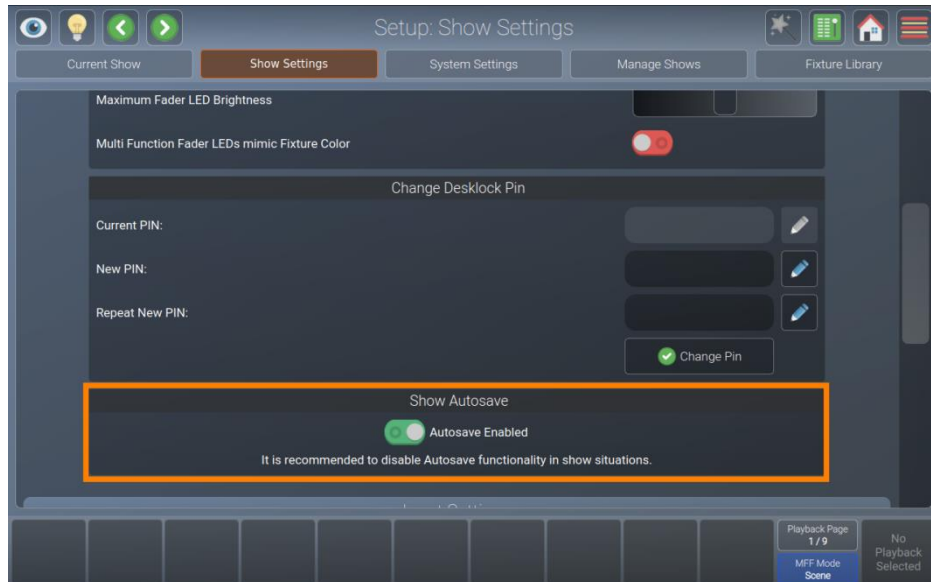 Setup: Show Settings
Current Show
Show Settings
System Settings
Manage Shows
Fixture Library
Maximum Fader LED Brightness
Multi Function Fader LEDs mimic Fixture Color
Change Desklock Pin
Current PIN:
New PIN:
Repeat New PIN:
Change Pin
Show Autosave
Autosave Enabled
It is recommended to disable Autosave functionality in show situations.
Playback Page
1 / 9
MFF Mode
Scene
No
Playback
Selected